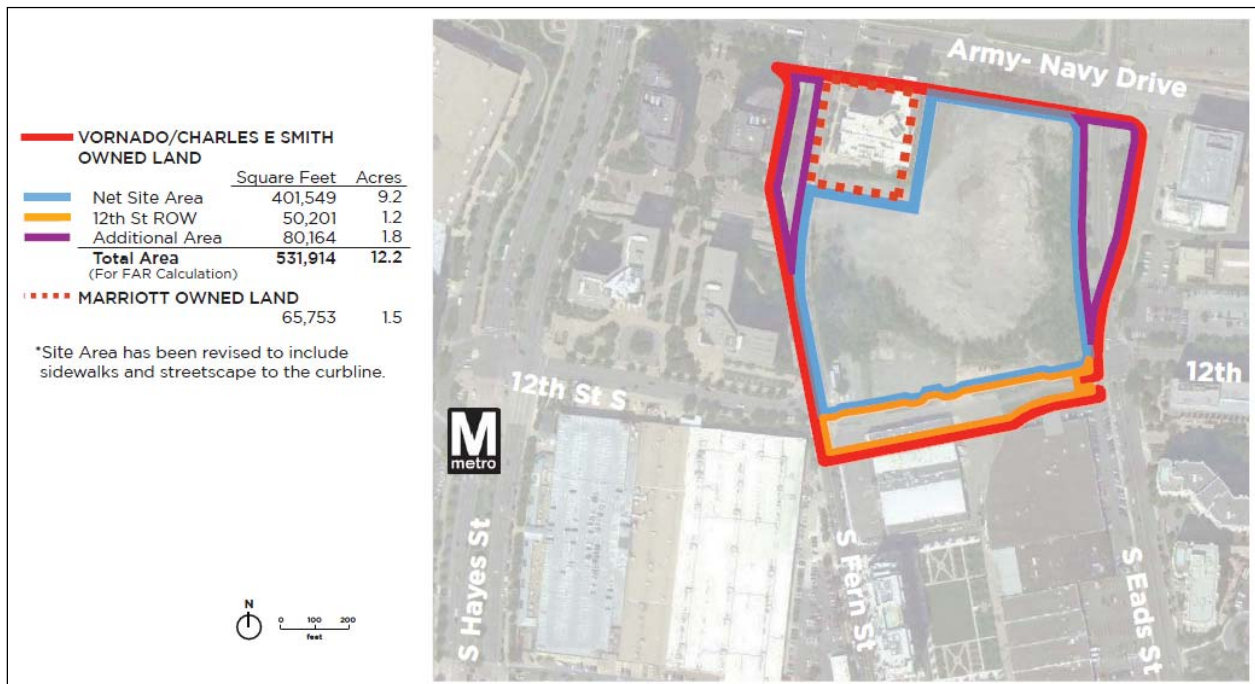 VORNADO/CHARLES E SMITH
OWNED LAND
Square Feet Acres
Net Site Area 401,549 9.2
12th St ROW 50,201 1.2
Additional Area 80,164 1.8
Total Area 531,914 12.2
(For FAR Calculation)
MARRIOTT OWNED LAND
65,753 1.5
*Site Area has been revised to include
sidewalks and streetscape to the curbline.
N
0 100 200
feet
Army- Navy Drive
12th St S
12th
M
metro
S Hayes St
S Fern St
S Eads St